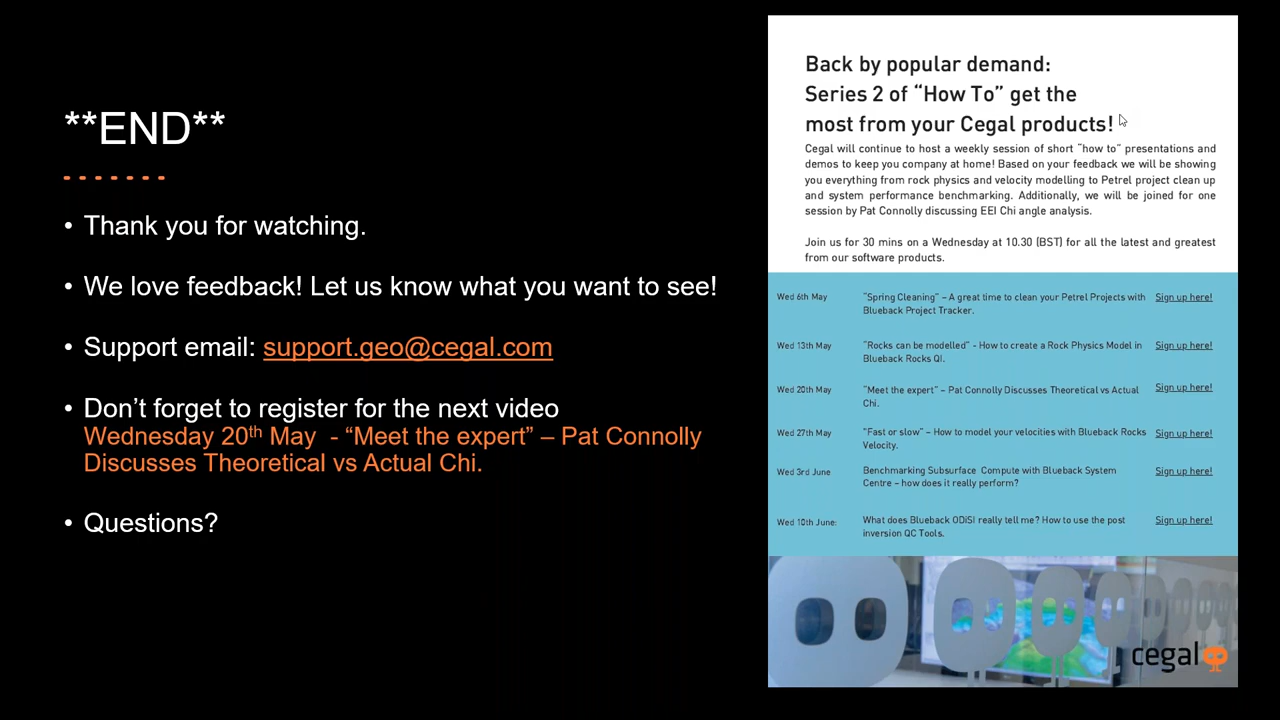 **END**
• Thank you for watching.
• We love feedback! Let us know what you want to see!
• Support email: support.geo@cegal.com
• Don’t forget to register for the next video
Wednesday 20th May - “Meet the expert” – Pat Connolly
Discusses Theoretical vs Actual Chi.
• Questions?
Back by popular demand:
Series 2 of “How To” get the
most from your Cegal products!
Cegal will continue to host a weekly session of short “how to” presentations and
demos to keep you company at home! Based on your feedback we will be showing
you everything from rock physics and velocity modelling to Petrel project clean up
and system performance benchmarking. Additionally, we will be joined for one
session by Pat Connolly discussing EEI Chi angle analysis.
Join us for 30 mins on a Wednesday at 10.30 (BST) for all the latest and greatest
from our software products.
Wed 6th May “Spring Cleaning” – A great time to clean your Petrel Projects with Sign up here!
Blueback Project Tracker.
Wed 13th May “Rocks can be modelled” - How to create a Rock Physics Model in Sign up here!
Blueback Rocks QI.
Wed 20th May “Meet the expert” – Pat Connolly Discusses Theoretical vs Actual Sign up here!
Chi.
Wed 27th May “Fast or slow” – How to model your velocities with Blueback Rocks Sign up here!
Velocity.
Wed 3rd June Benchmarking Subsurface Compute with Blueback System Sign up here!
Centre – how does it really perform?
Wed 10th June: What does Blueback ODiSI really tell me? How to use the post Sign up here!
inversion QC Tools.
cegal